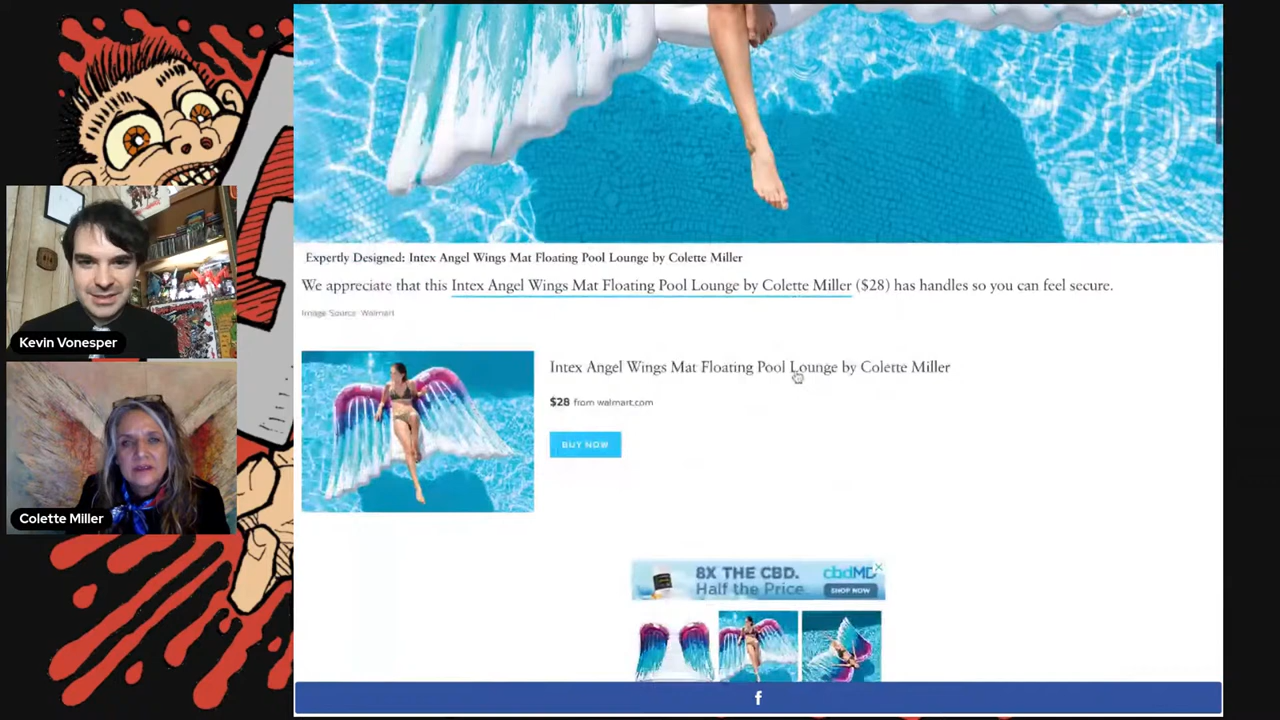 Expertly Designed: Intex Angel Wings Mat Floating Pool Lounge by Colette Miller
We appreciate that this Intex Angel Wings Mat Floating Pool Lounge by Colette Miller ($28) has handles so you can feel secure.
Image Source: Walmart
Intex Angel Wings Mat Floating Pool Lounge by Colette Miller
$28 from walmart.com
BUY NOW
Kevin Vonesper
Colette Miller
8X THE CBD.
Half the Price.
cbdMD
SHOP NOW
f